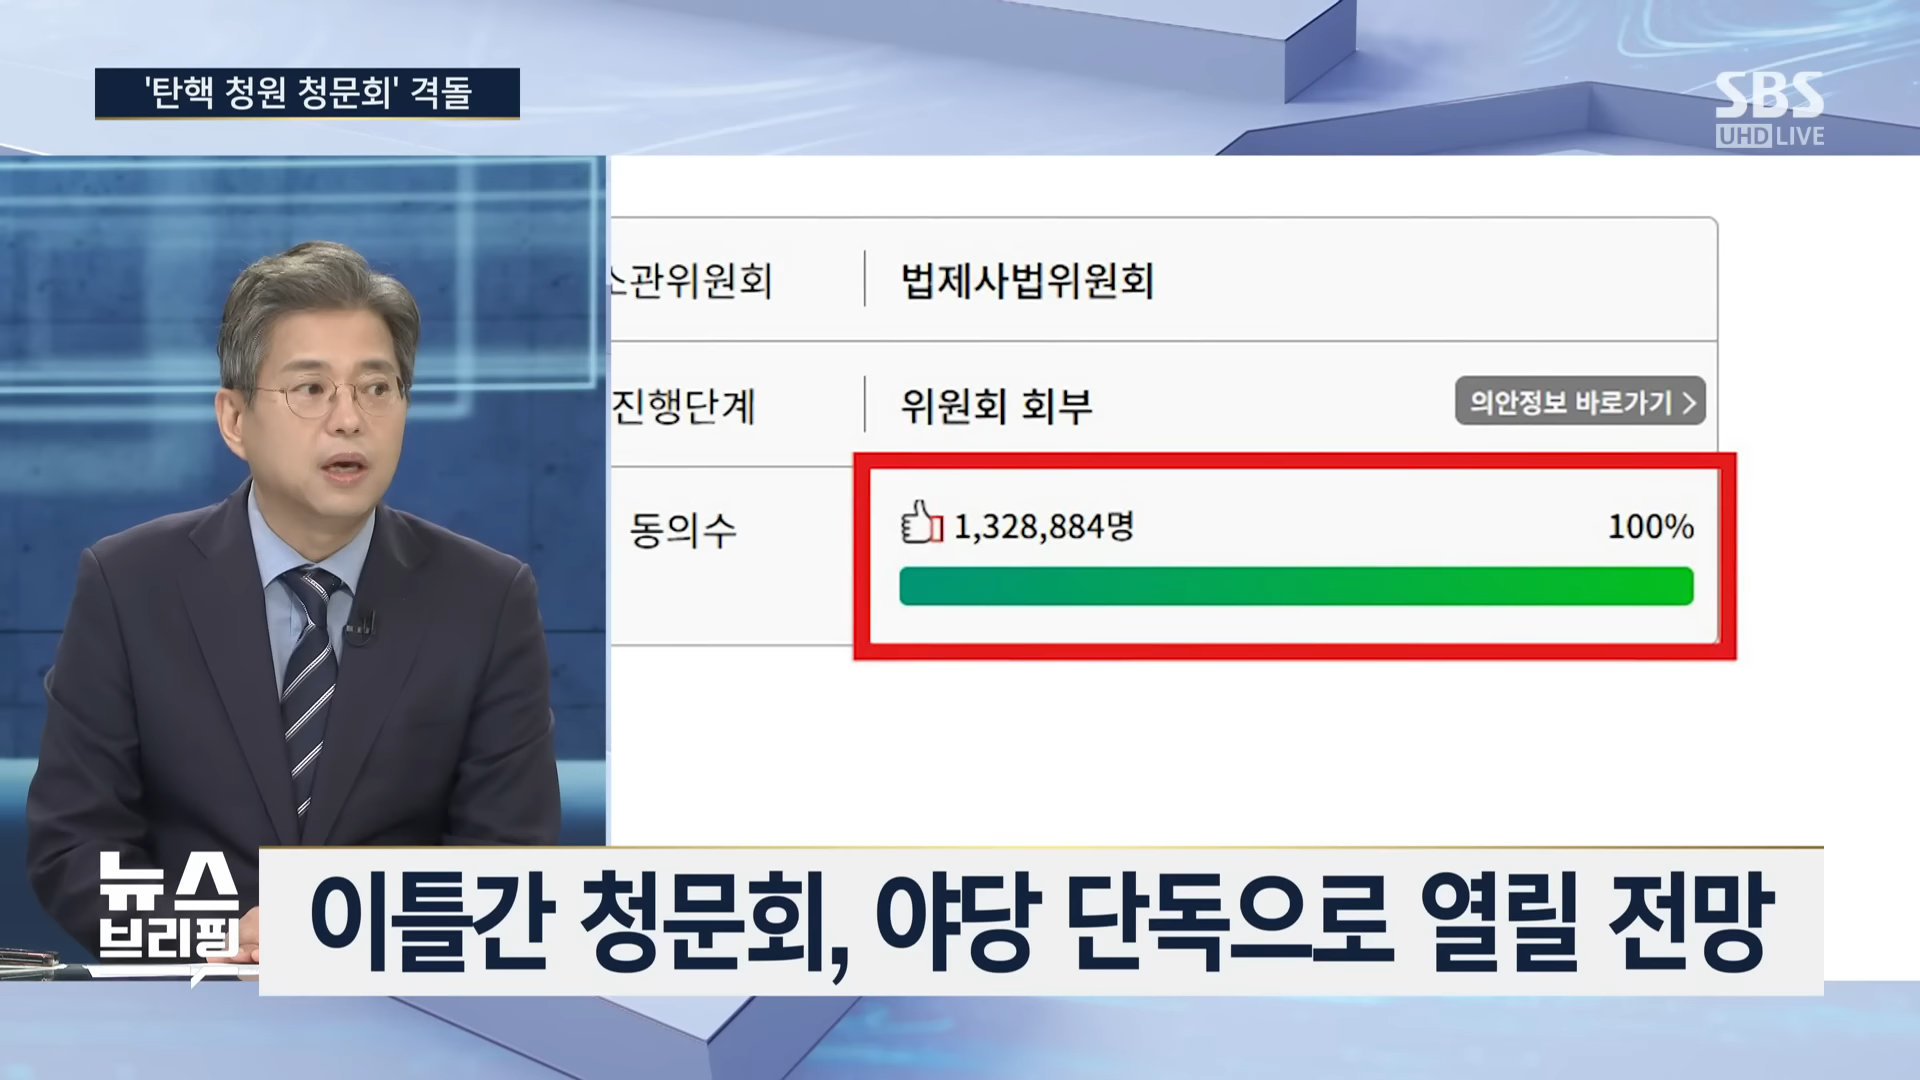 '탄핵 청원 청문회' 격돌
SBS
UHD LIVE
소관위원회 법제사법위원회
진행단계 위원회 회부 의안정보 바로가기 >
동의수 1,328,884명 100%
뉴스
브리핑
이틀간 청문회, 야당 단독으로 열릴 전망